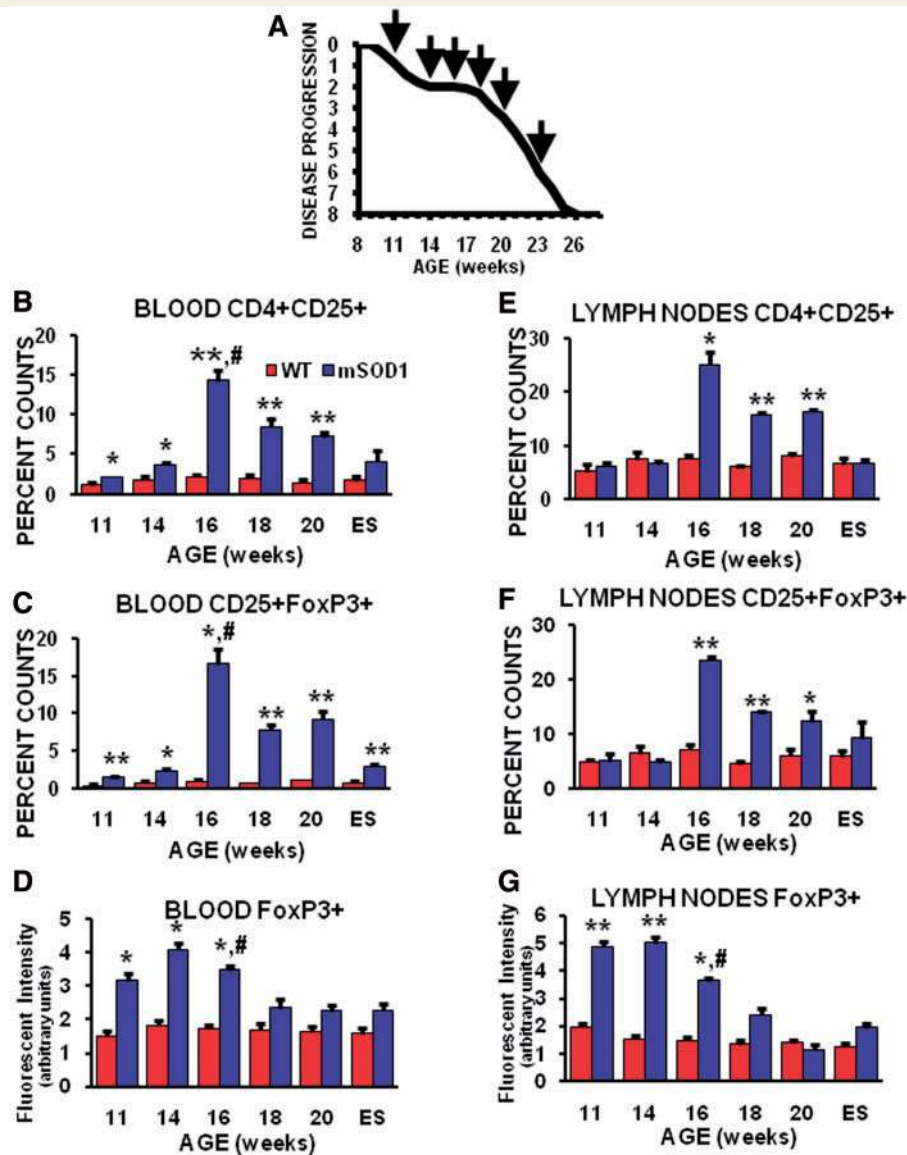 A
DISEASE PROGRESSION
0
1
2
3
4
5
6
7
8
8 11 14 17 20 23 26
AGE (weeks)
B
BLOOD CD4+CD25+
PERCENT COUNTS
20
15
10
5
0
* * **,# ** **
WT mSOD1
11 14 16 18 20 ES
AGE (weeks)
E
LYMPH NODES CD4+CD25+
PERCENT COUNTS
30
20
10
0
* ** **
11 14 16 18 20 ES
AGE (weeks)
C
BLOOD CD25+FoxP3+
PERCENT COUNTS
20
15
10
5
0
** * *,# ** ** **
11 14 16 18 20 ES
AGE (weeks)
F
LYMPH NODES CD25+FoxP3+
PERCENT COUNTS
30
20
10
0
** ** *
11 14 16 18 20 ES
AGE (weeks)
D
BLOOD FoxP3+
Fluorescent Intensity
(arbitrary units)
5
4
3
2
1
0
* * *,#
11 14 16 18 20 ES
AGE (weeks)
G
LYMPH NODES FoxP3+
Fluorescent Intensity
(arbitrary units)
6
5
4
3
2
1
0
** ** *,#
11 14 16 18 20 ES
AGE (weeks)